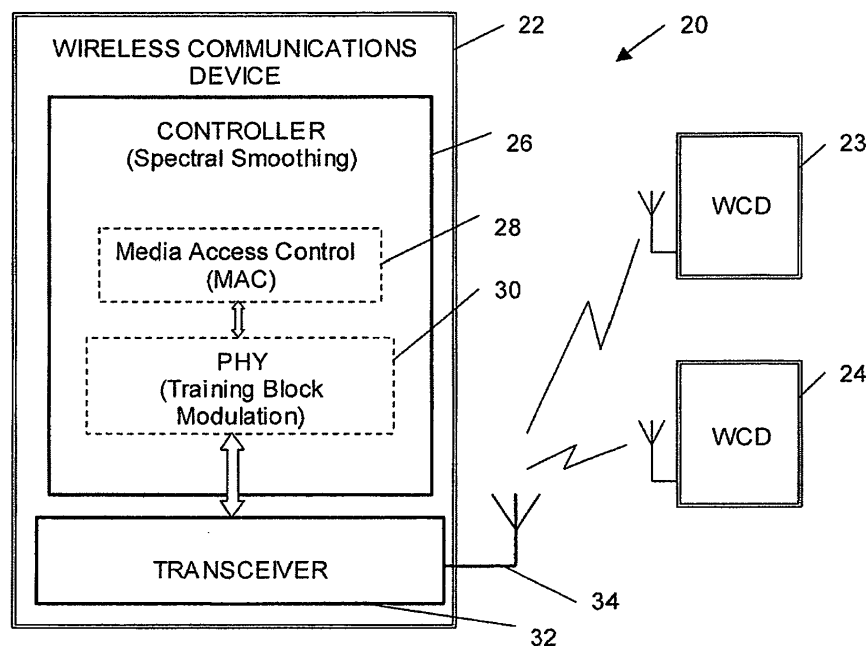 WIRELESS COMMUNICATIONS
DEVICE
22
20
CONTROLLER
(Spectral Smoothing)
26
23
WCD
Media Access Control
(MAC)
28
30
PHY
(Training Block
Modulation)
24
WCD
TRANSCEIVER
34
32